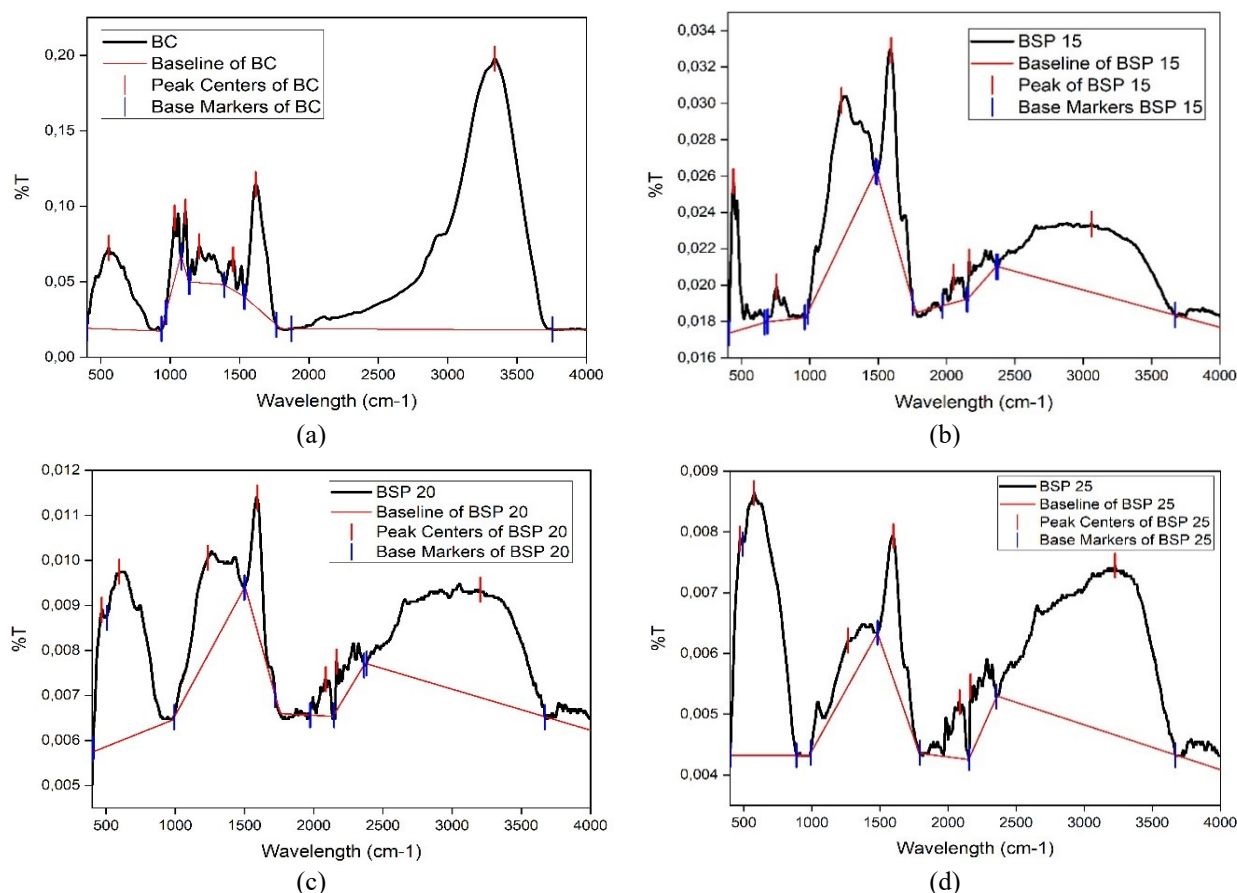 BC
Baseline of BC
Peak Centers of BC
Base Markers of BC
0,20
0,15
0,10
0,05
0,00
%T
500 1000 1500 2000 2500 3000 3500 4000
Wavelength (cm-1)
(a)
BSP 15
Baseline of BSP 15
Peak of BSP 15
Base Markers BSP 15
0,034
0,032
0,030
0,028
0,026
0,024
0,022
0,020
0,018
0,016
%T
500 1000 1500 2000 2500 3000 3500 4000
Wavelength (cm-1)
(b)
BSP 20
Baseline of BSP 20
Peak Centers of BSP 20
Base Markers of BSP 20
0,012
0,011
0,010
0,009
0,008
0,007
0,006
0,005
%T
500 1000 1500 2000 2500 3000 3500 4000
Wavelength (cm-1)
(c)
BSP 25
Baseline of BSP 25
Peak Centers of BSP 25
Base Markers of BSP 25
0,009
0,008
0,007
0,006
0,005
0,004
%T
500 1000 1500 2000 2500 3000 3500 4000
Wavelength (cm-1)
(d)